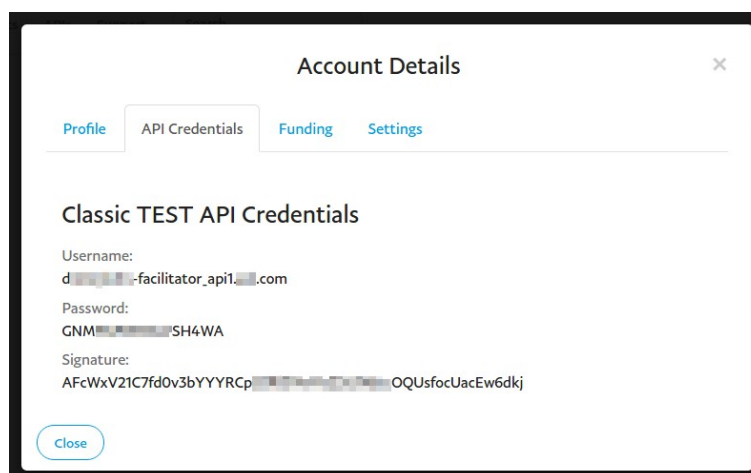 Account Details
×
Profile API Credentials Funding Settings
Classic TEST API Credentials
Username:
-facilitator_api1. .com
Password:
GNM SH4WA
Signature:
AFcWxV21C7fd0v3bYYYRCp OQUsfocUacEw6dkj
Close